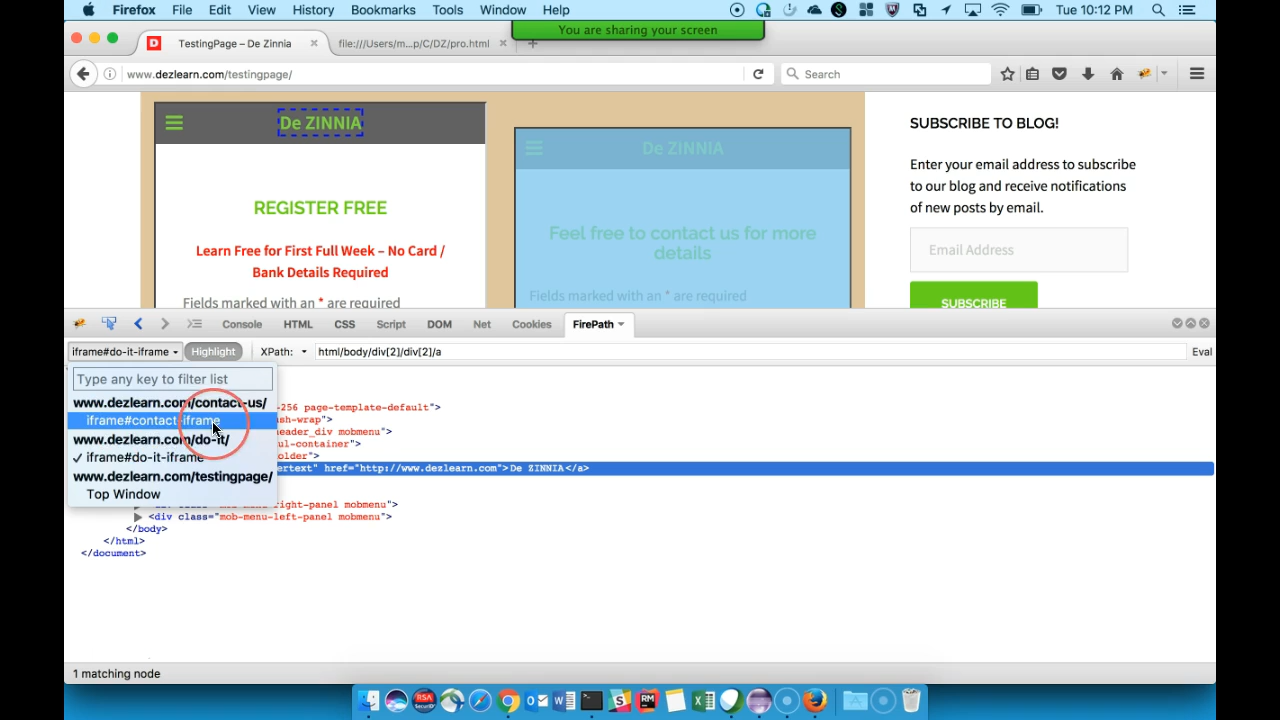 Firefox File Edit View History Bookmarks Tools Window Help Tue 10:12 PM
You are sharing your screen
TestingPage – De Zinnia × file:///Users/m...p/C/DZ/pro.html ×
www.dezlearn.com/testingpage/ Search
De ZINNIA
REGISTER FREE
Learn Free for First Full Week – No Card /
Bank Details Required
Fields marked with an * are required
De ZINNIA
Feel free to contact us for more
details
Fields marked with an * are required
SUBSCRIBE TO BLOG!
Enter your email address to subscribe
to our blog and receive notifications
of new posts by email.
Email Address
SUBSCRIBE
Console HTML CSS Script DOM Net Cookies FirePath
iframe#do-it-iframe Highlight XPath: html/body/div[2]/div[2]/a Eval
Type any key to filter list
www.dezlearn.com/contact-us/
iframe#contact-iframe
www.dezlearn.com/do-it/
✓ iframe#do-it-iframe
www.dezlearn.com/testingpage/
Top Window
-256 page-template-default">
sh-wrap">
header_div mobmenu">
ul-container">
older">
ertext" href="http://www.dezlearn.com">De ZINNIA</a>
right-panel mobmenu">
<div class="mob-menu-left-panel mobmenu">
</body>
</html>
</document>
1 matching node